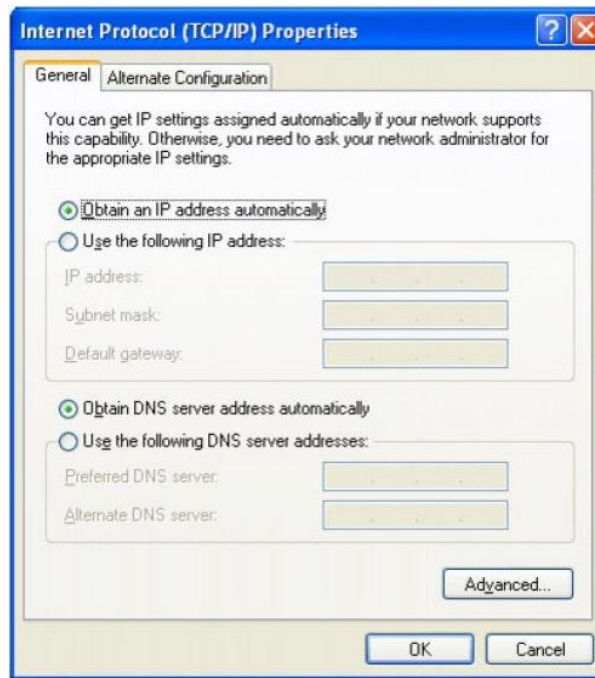 Internet Protocol (TCP/IP) Properties
General
Alternate Configuration
You can get IP settings assigned automatically if your network supports
this capability. Otherwise, you need to ask your network administrator for
the appropriate IP settings.
Obtain an IP address automatically
Use the following IP address:
IP address:
Subnet mask:
Default gateway:
Obtain DNS server address automatically
Use the following DNS server addresses:
Preferred DNS server:
Alternate DNS server:
Advanced...
OK
Cancel